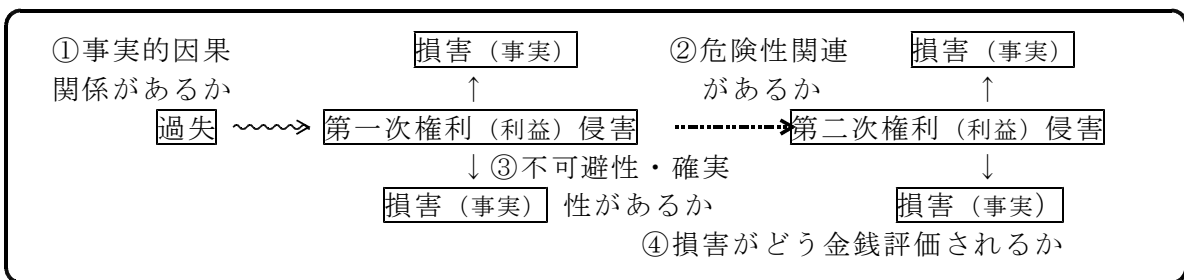 ①事実的因果 損害（事実） ②危険性関連 損害（事実）
関係があるか ↑ があるか ↑
過失 第一次権利（利益）侵害 第二次権利（利益）侵害
↓③不可避性・確実 ↓
損害（事実） 性があるか 損害（事実）
④損害がどう金銭評価されるか